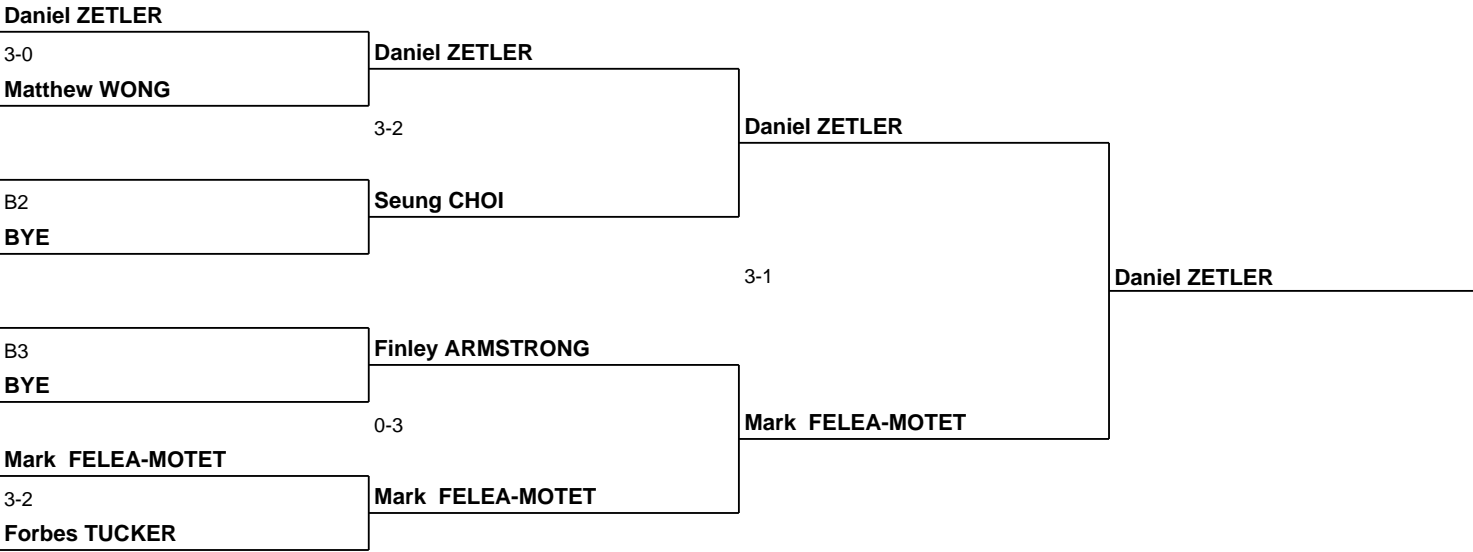 Daniel ZETLER
3-0
Matthew WONG
Daniel ZETLER
3-2
Daniel ZETLER
B2
BYE
Seung CHOI
3-1
Daniel ZETLER
B3
BYE
Finley ARMSTRONG
0-3
Mark FELEA-MOTET
Mark FELEA-MOTET
3-2
Forbes TUCKER
Mark FELEA-MOTET